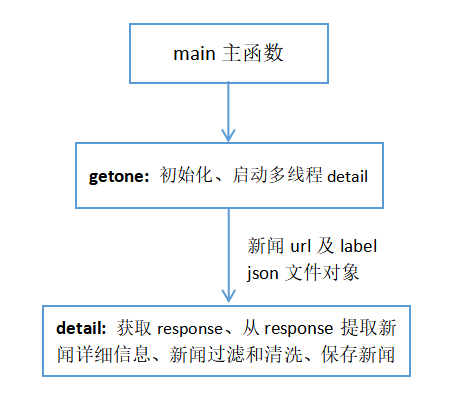 main 主函数
getone: 初始化、启动多线程 detail
新闻 url 及 label
json 文件对象
detail: 获取 response、从 response 提取新
闻详细信息、新闻过滤和清洗、保存新闻